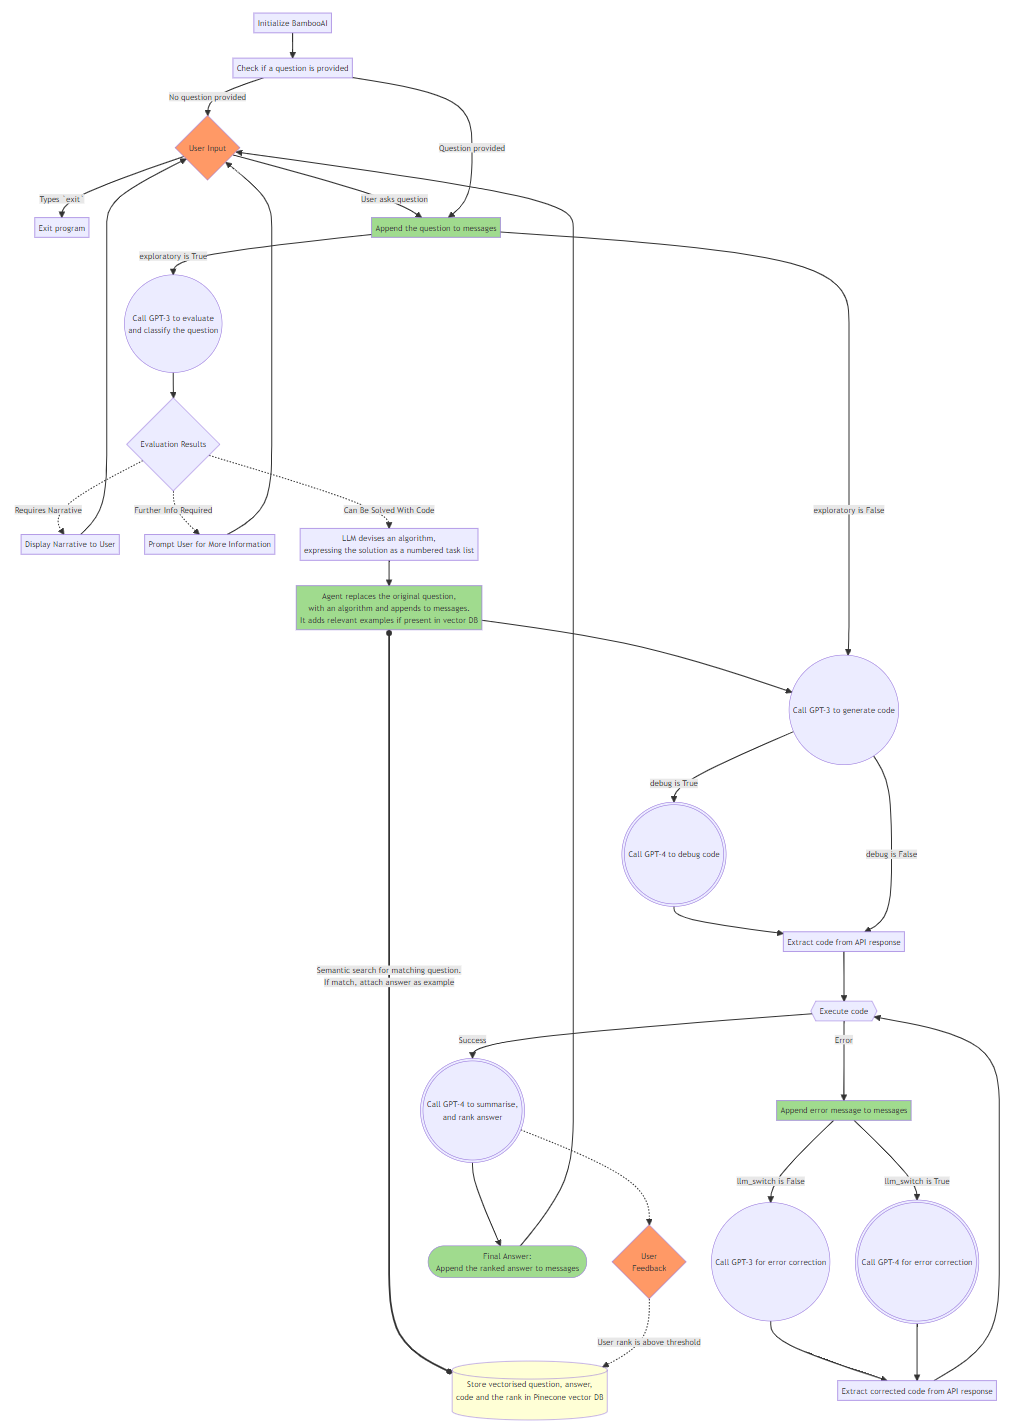 Initialize BambooAI
Check if a question is provided
No question provided
User Input
Question provided
Types `exit`
User asks question
Exit program
Append the question to messages
exploratory is True
Call GPT-3 to evaluate
and classify the question
Evaluation Results
Requires Narrative
Further Info Required
Can Be Solved With Code
exploratory is False
Display Narrative to User
Prompt User for More Information
LLM devises an algorithm,
expressing the solution as a numbered task list
Agent replaces the original question,
with an algorithm and appends to messages.
It adds relevant examples if present in vector DB
Call GPT-3 to generate code
debug is True
Call GPT-4 to debug code
debug is False
Extract code from API response
Semantic search for matching question.
If match, attach answer as example
Execute code
Success
Error
Call GPT-4 to summarise,
and rank answer
Append error message to messages
llm_switch is False
llm_switch is True
Final Answer:
Append the ranked answer to messages
User
Feedback
Call GPT-3 for error correction
Call GPT-4 for error correction
User rank is above threshold
Store vectorised question, answer,
code and the rank in Pinecone vector DB
Extract corrected code from API response